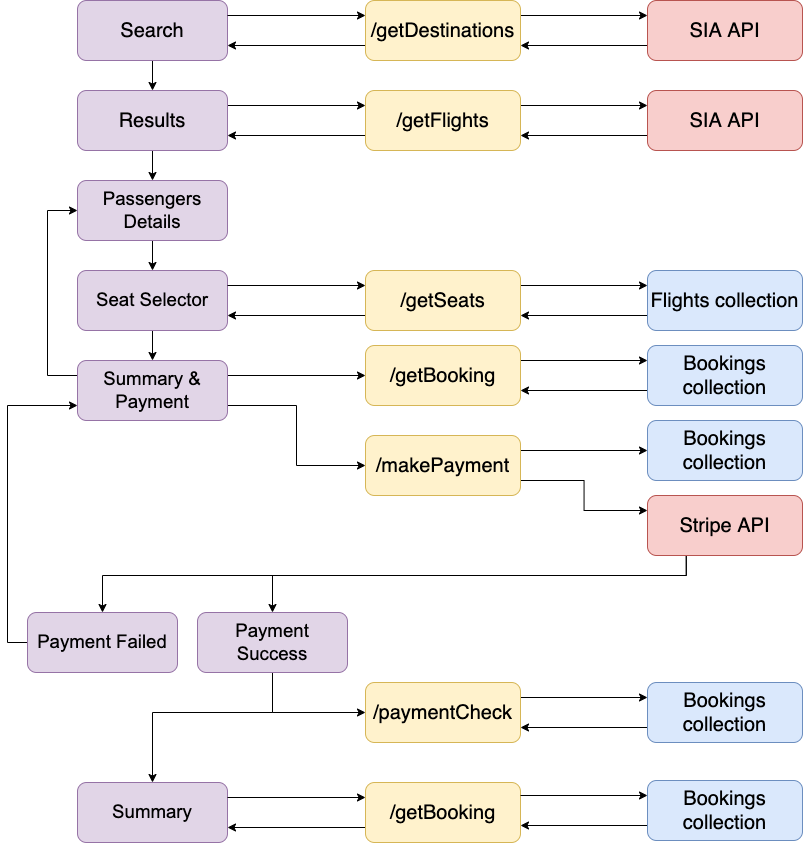 Search
/getDestinations
SIA API
Results
/getFlights
SIA API
Passengers
Details
Seat Selector
/getSeats
Flights collection
Summary &
Payment
/getBooking
Bookings
collection
/makePayment
Bookings
collection
Stripe API
Payment Failed
Payment
Success
/paymentCheck
Bookings
collection
Summary
/getBooking
Bookings
collection